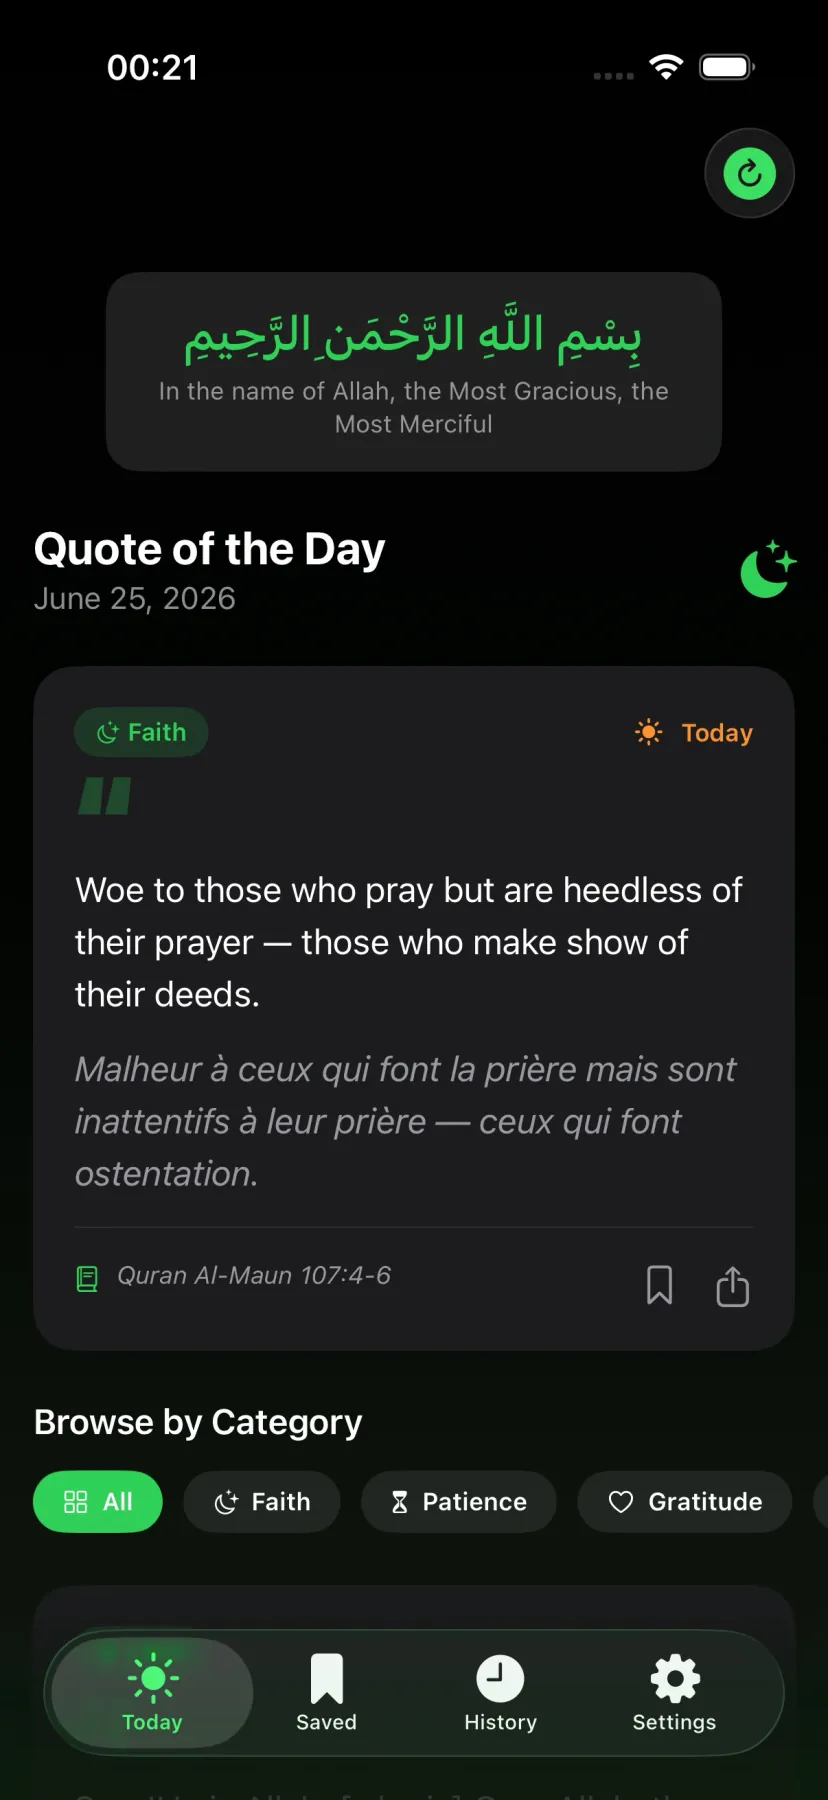 00:21
بِسْمِ اللَّهِ الرَّحْمَن ِالرَّحِيمِ
In the name of Allah, the Most Gracious, the
Most Merciful
Quote of the Day
June 25, 2026
Faith
Today
"
Woe to those who pray but are heedless of
their prayer — those who make show of
their deeds.
Malheur à ceux qui font la prière mais sont
inattentifs à leur prière — ceux qui font
ostentation.
Quran Al-Maun 107:4-6
Browse by Category
All
Faith
Patience
Gratitude
Today
Saved
History
Settings